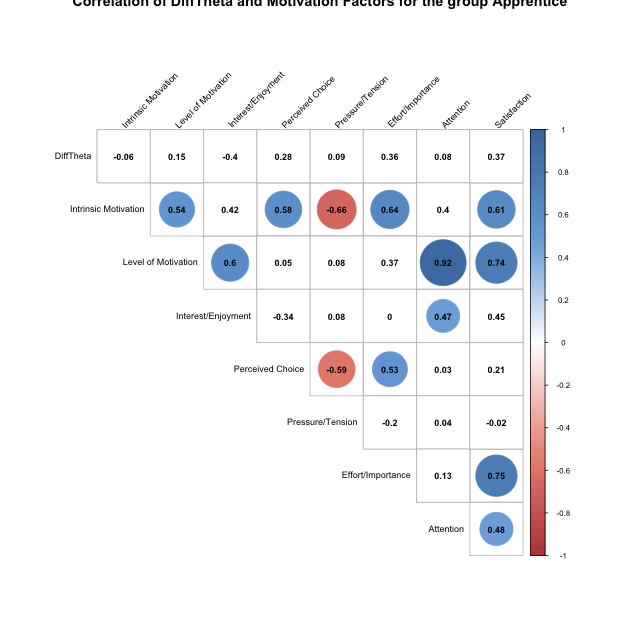 Correlation of DiffTheta and Motivation Factors for the group Apprentice
Intrinsic Motivation
Level of Motivation
Interest/Enjoyment
Perceived Choice
Pressure/Tension
Effort/Importance
Attention
Satisfaction
DiffTheta -0.06 0.15 -0.4 0.28 0.09 0.36 0.08 0.37
Intrinsic Motivation 0.54 0.42 0.58 -0.66 0.64 0.4 0.61
Level of Motivation 0.6 0.05 0.08 0.37 0.92 0.74
Interest/Enjoyment -0.34 0.08 0 0.47 0.45
Perceived Choice -0.59 0.53 0.03 0.21
Pressure/Tension -0.2 0.04 -0.02
Effort/Importance 0.13 0.75
Attention 0.48
1
0.8
0.6
0.4
0.2
0
-0.2
-0.4
-0.6
-0.8
-1